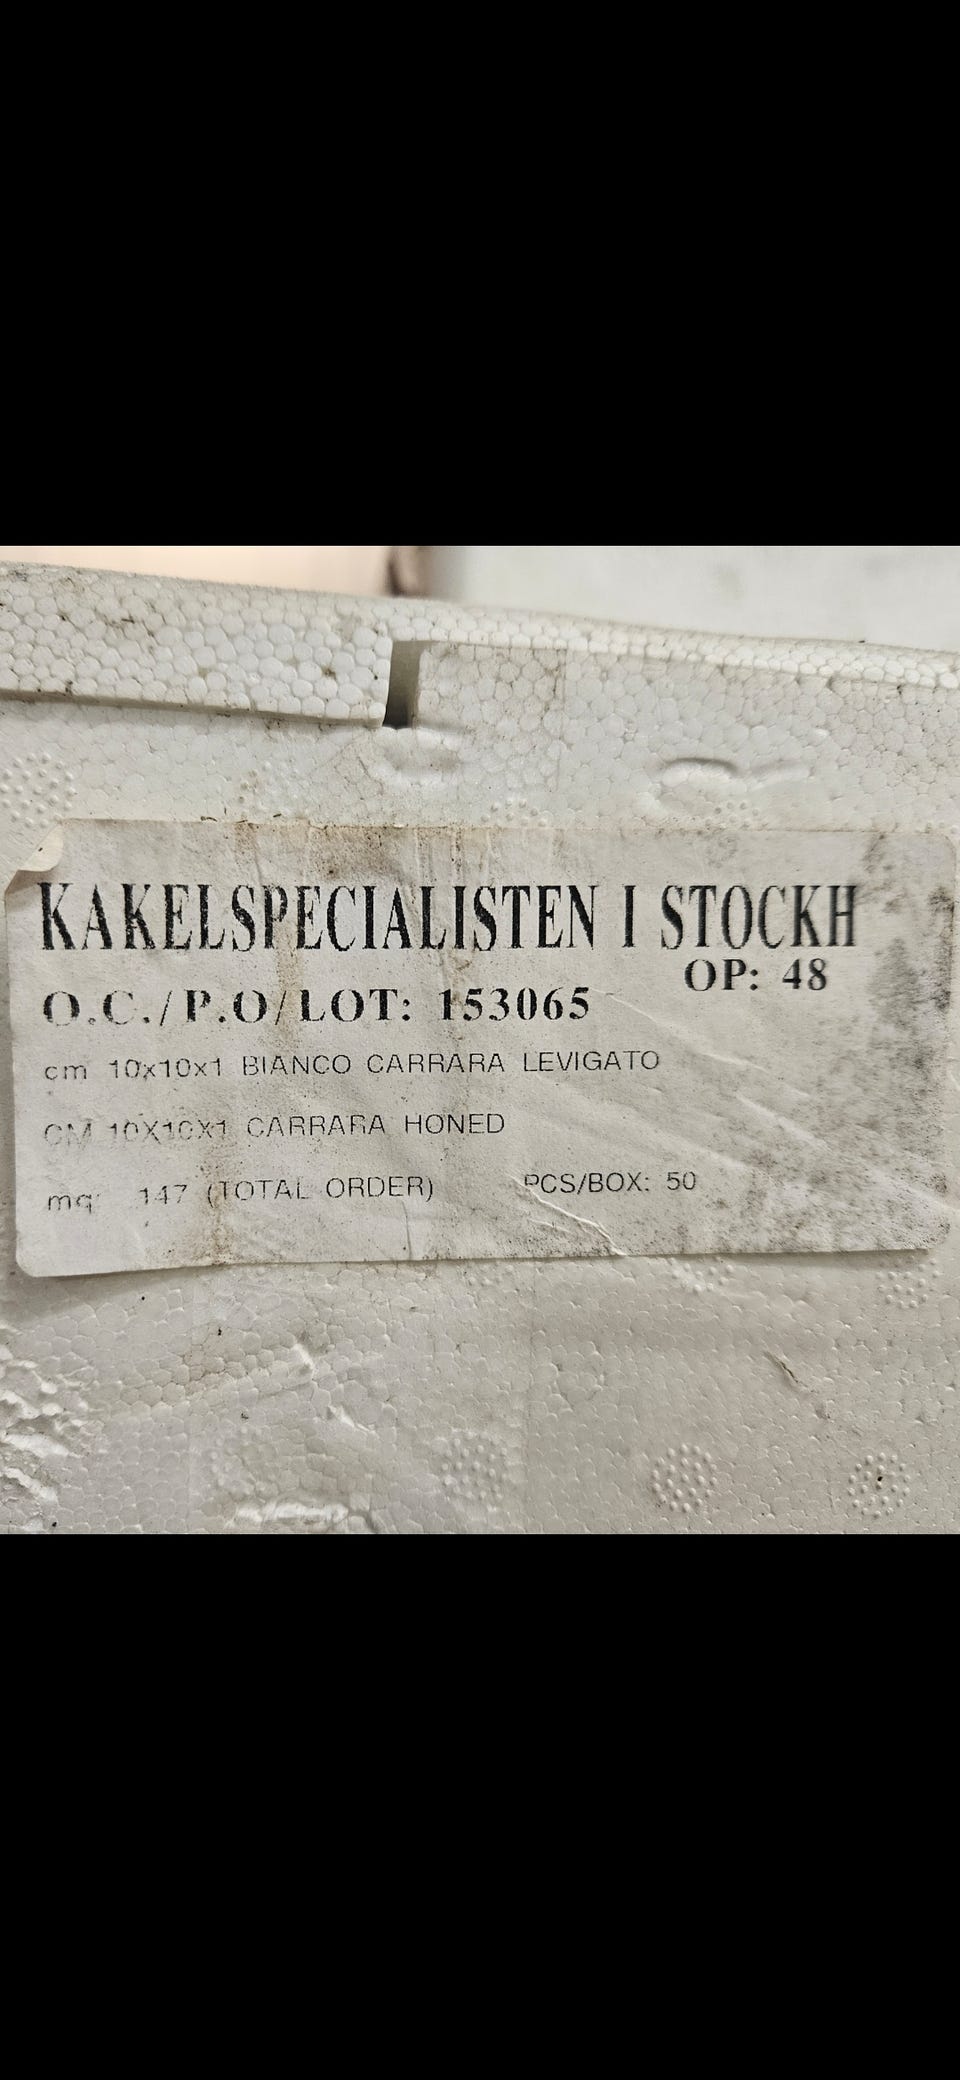 KAKELSPECIALISTEN I STOCKH
OP: 48
O.C./P.O/LOT: 153065
cm 10x10x1 BIANCO CARRARA LEVIGATO
CM 10X10X1 CARRARA HONED
mq: 147 (TOTAL ORDER) PCS/BOX: 50